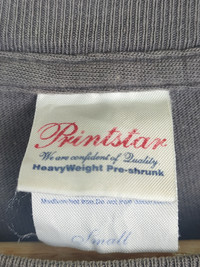 Printstar
We are confident of Quality
HeavyWeight Pre-shrunk
Small